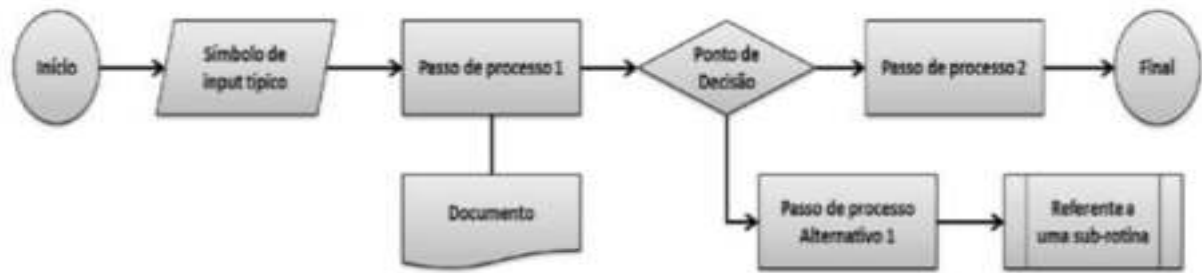 Início
Símbolo de
input típico
Passo de processo 1
Ponto de
Decisão
Passo de processo 2
Final
Documento
Passo de processo
Alternativo 1
Referente a
uma sub-rotina